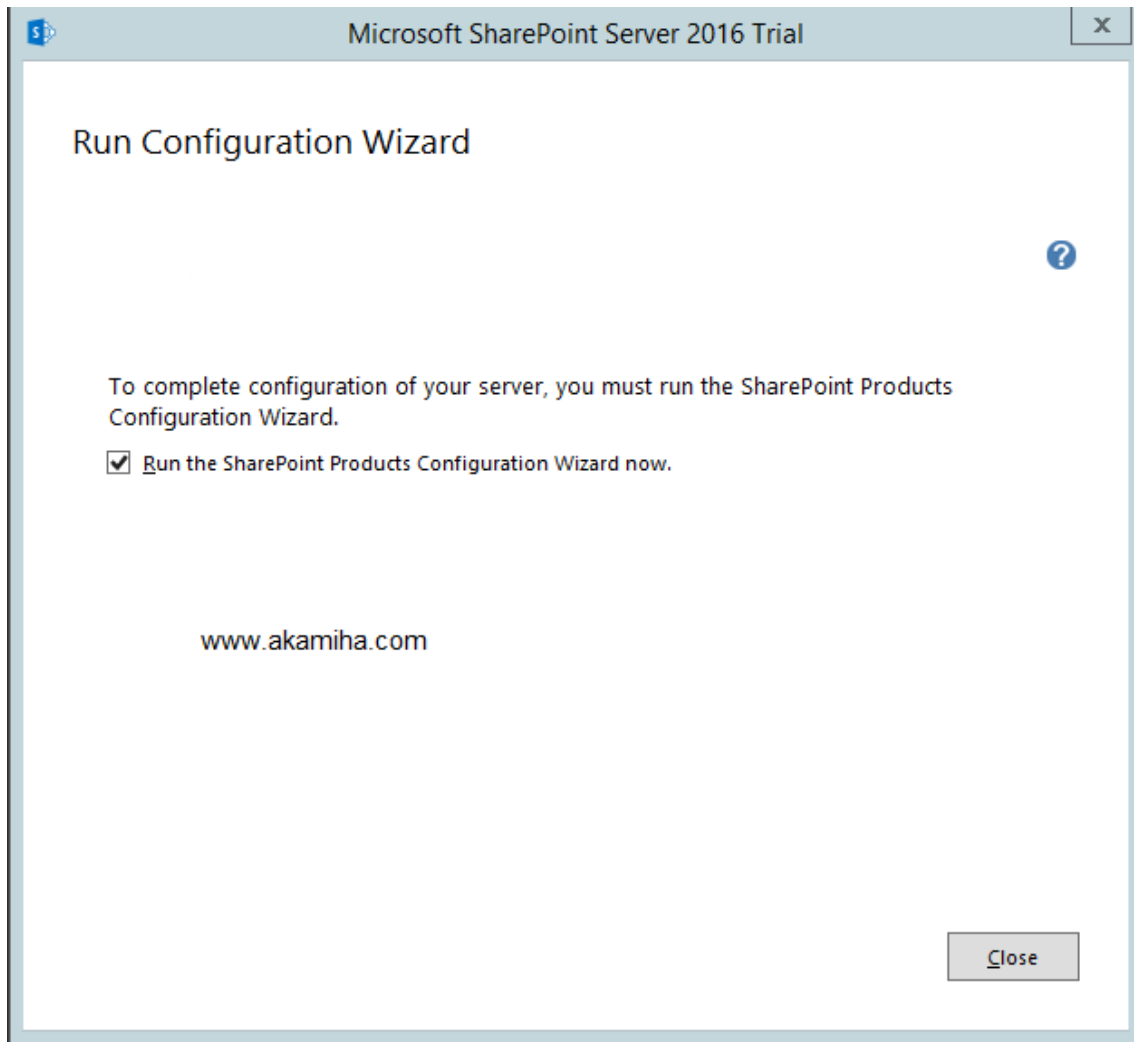 Microsoft SharePoint Server 2016 Trial
x
Run Configuration Wizard
?
To complete configuration of your server, you must run the SharePoint Products
Configuration Wizard.
Run the SharePoint Products Configuration Wizard now.
www.akamiha.com
Close